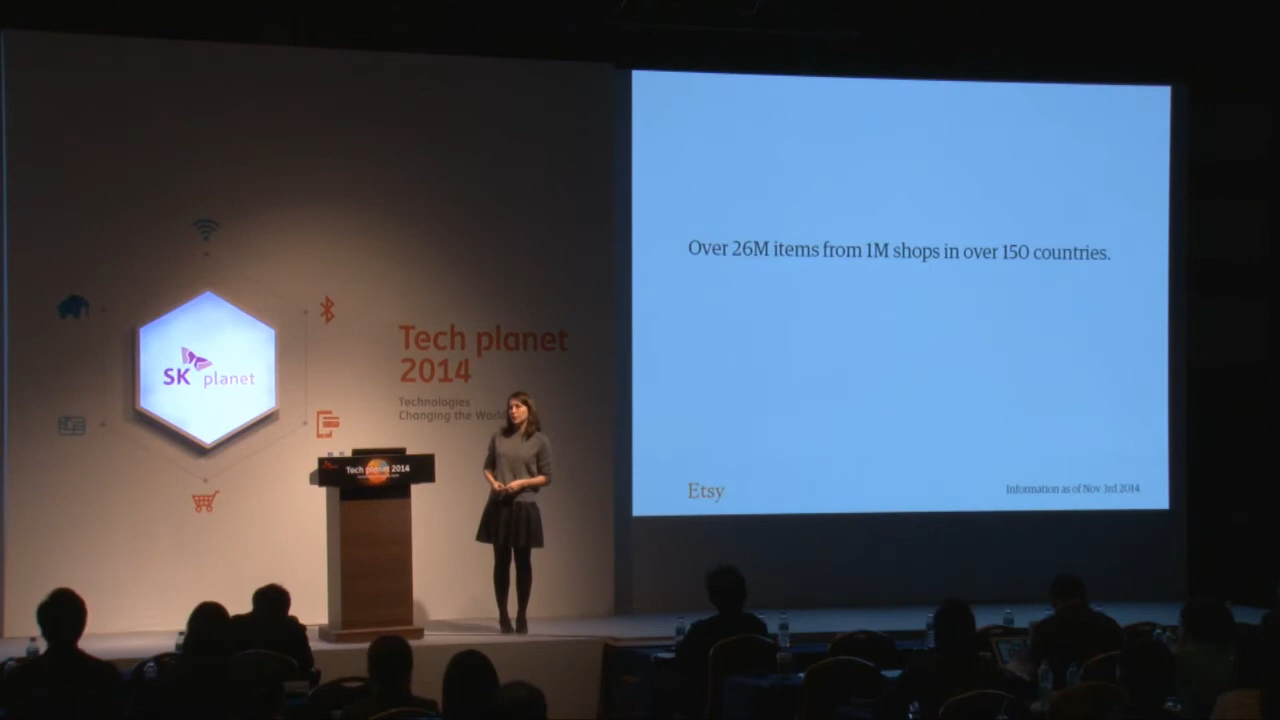 Over 26M items from 1M shops in over 150 countries.
Etsy
Information as of Nov 3rd 2014
SK planet
Tech planet
2014
Technologies
Changing the World
Tech planet 2014